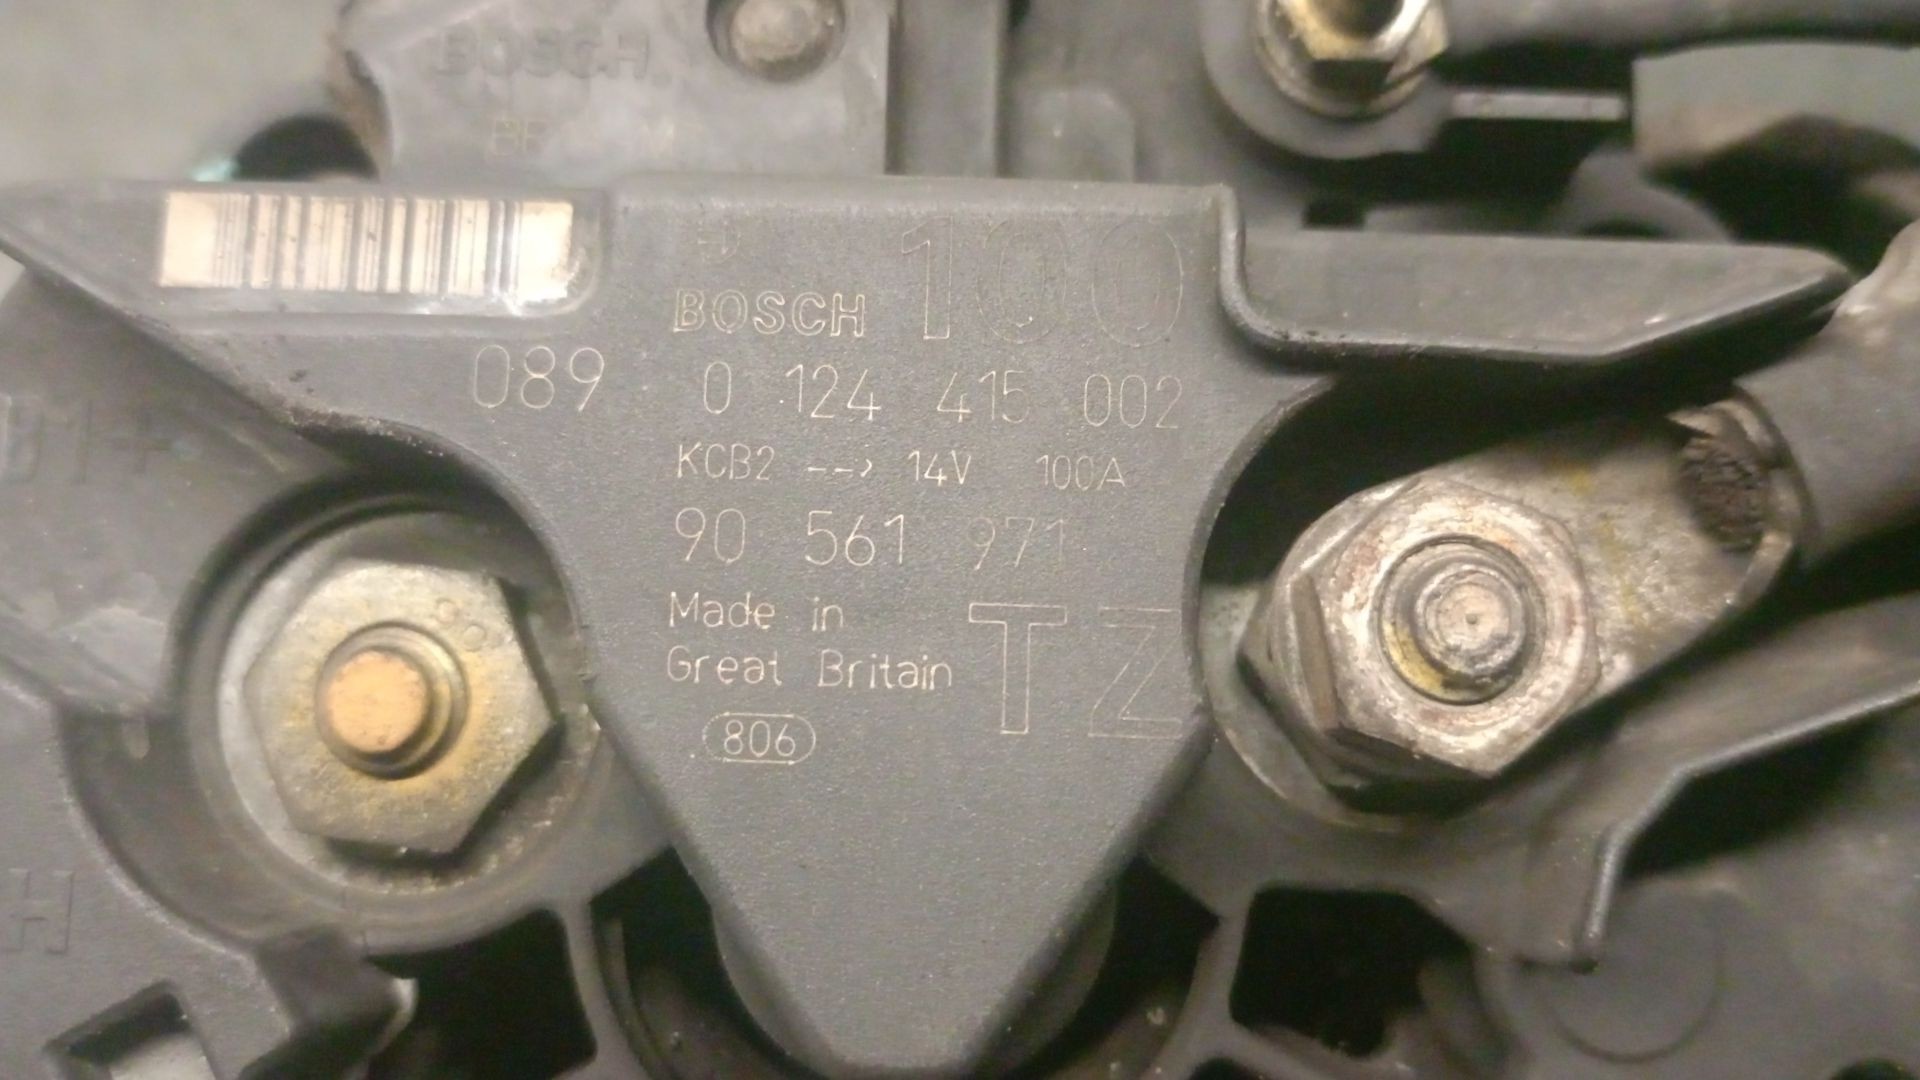 BOSCH
100
BOSCH
089 0 124 415 002
KCB2 --> 14V 100A
90 561 971
Made in
Great Britain
TZ
806
B1+
H